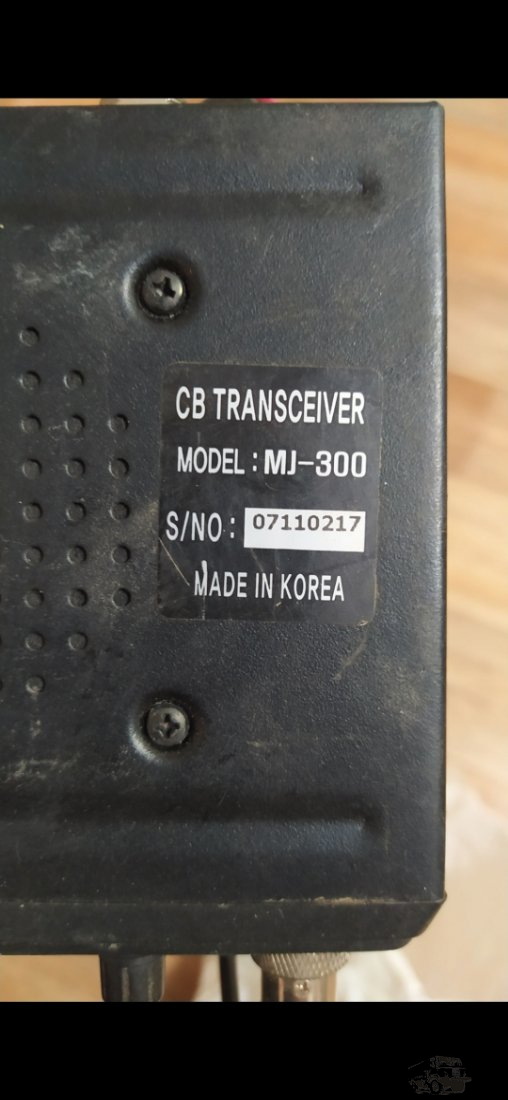 CB TRANSCEIVER
MODEL : MJ-300
S/NO : 07110217
MADE IN KOREA